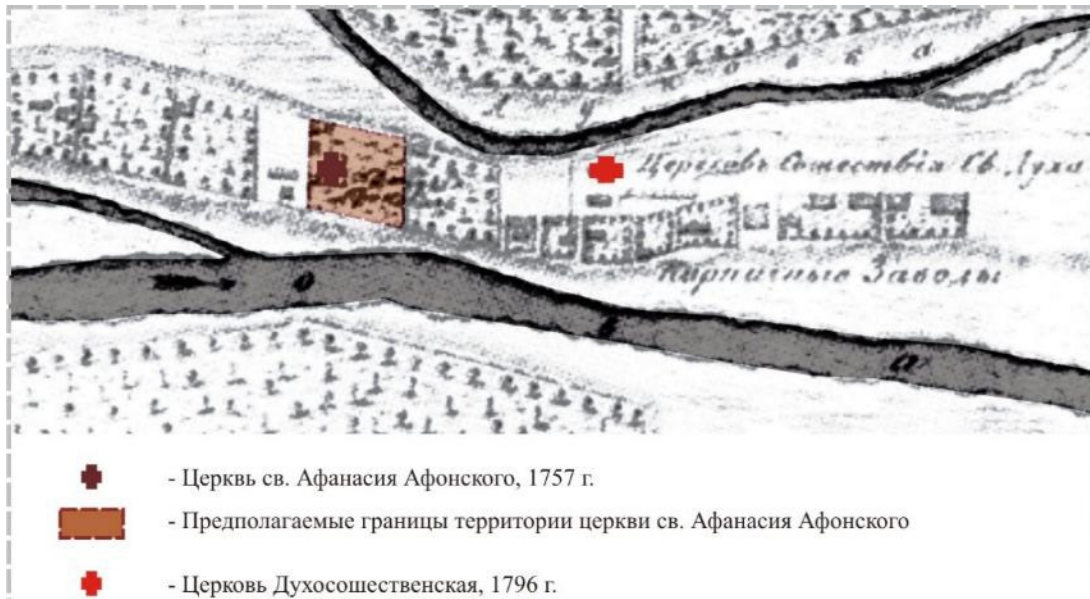 Церковь Сошествія Св. Духа
Кирпичные Заводы
- Церквь св. Афанасия Афонского, 1757 г.
- Предполагаемые границы территории церкви св. Афанасия Афонского
- Церковь Духосошественская, 1796 г.